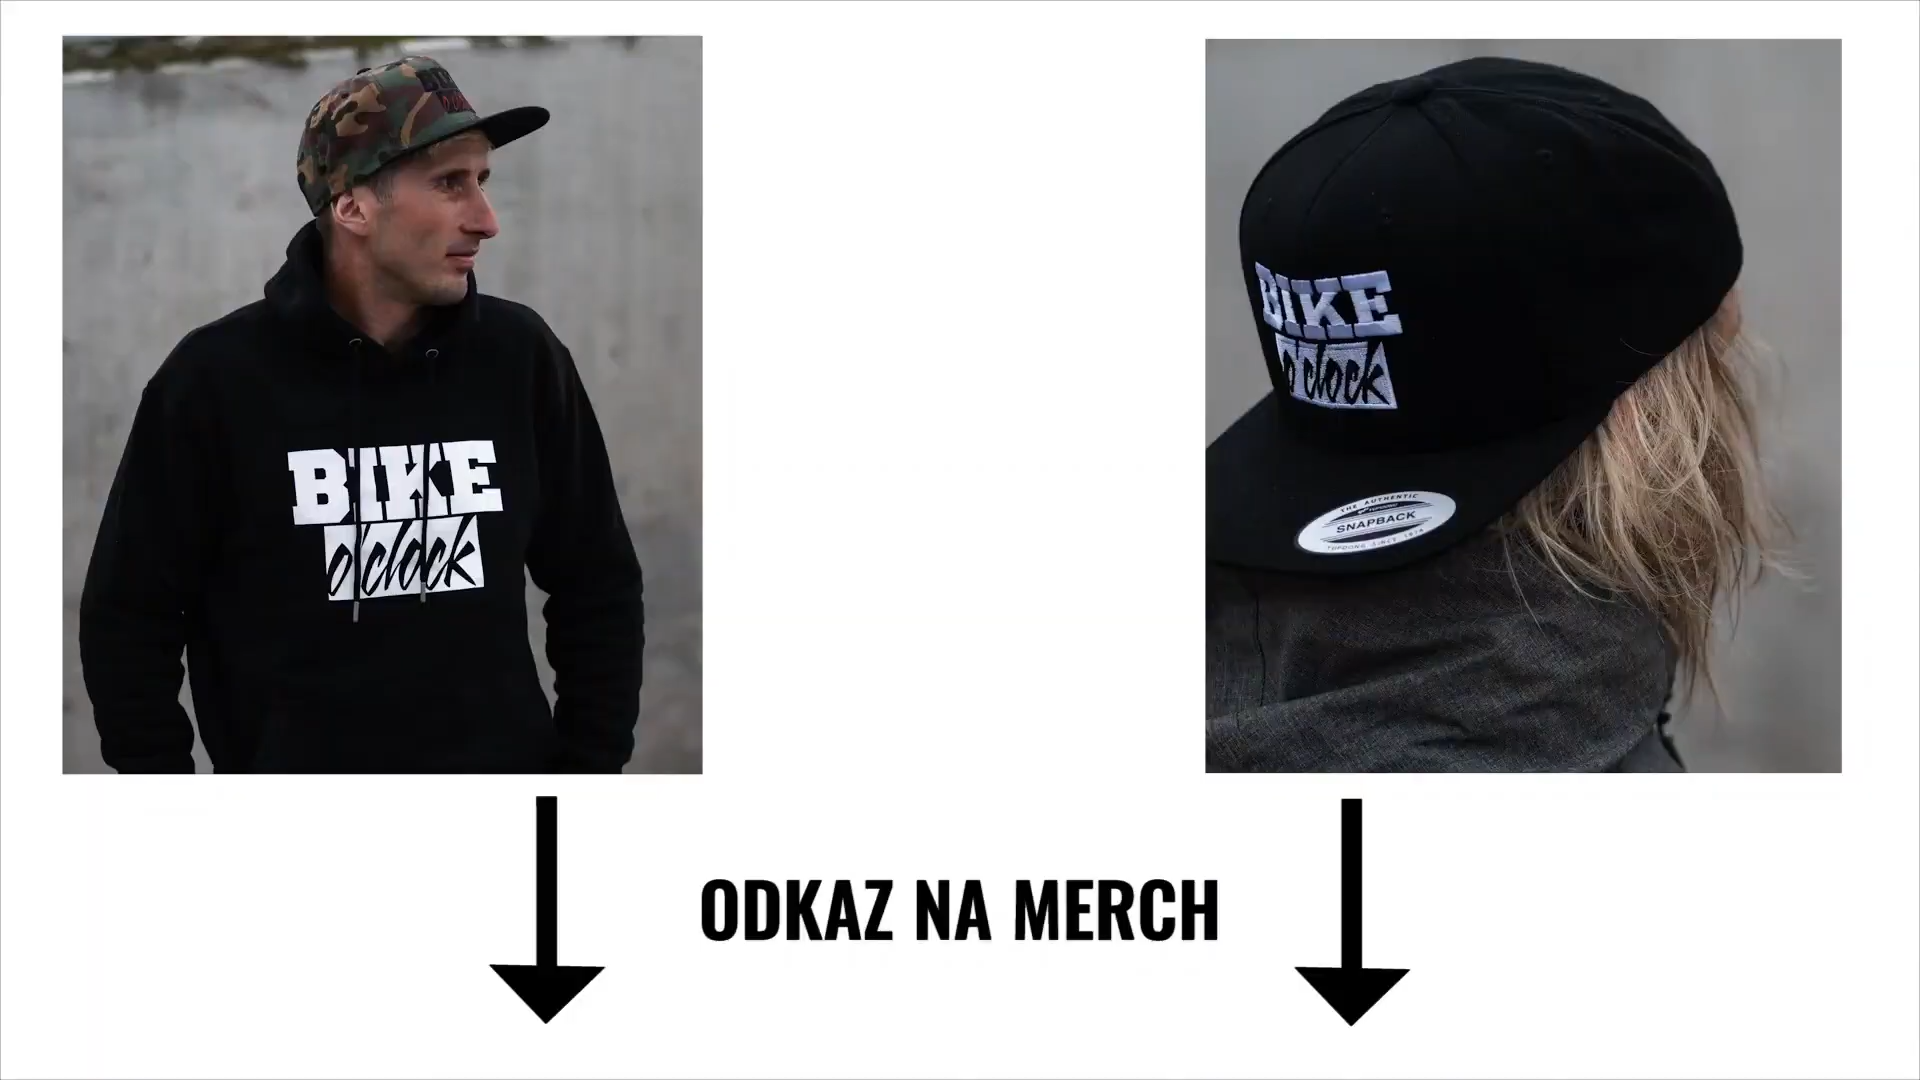 BIKE
o'clock
BIKE
o'clock
THE AUTHENTIC
SNAPBACK
ODKAZ NA MERCH